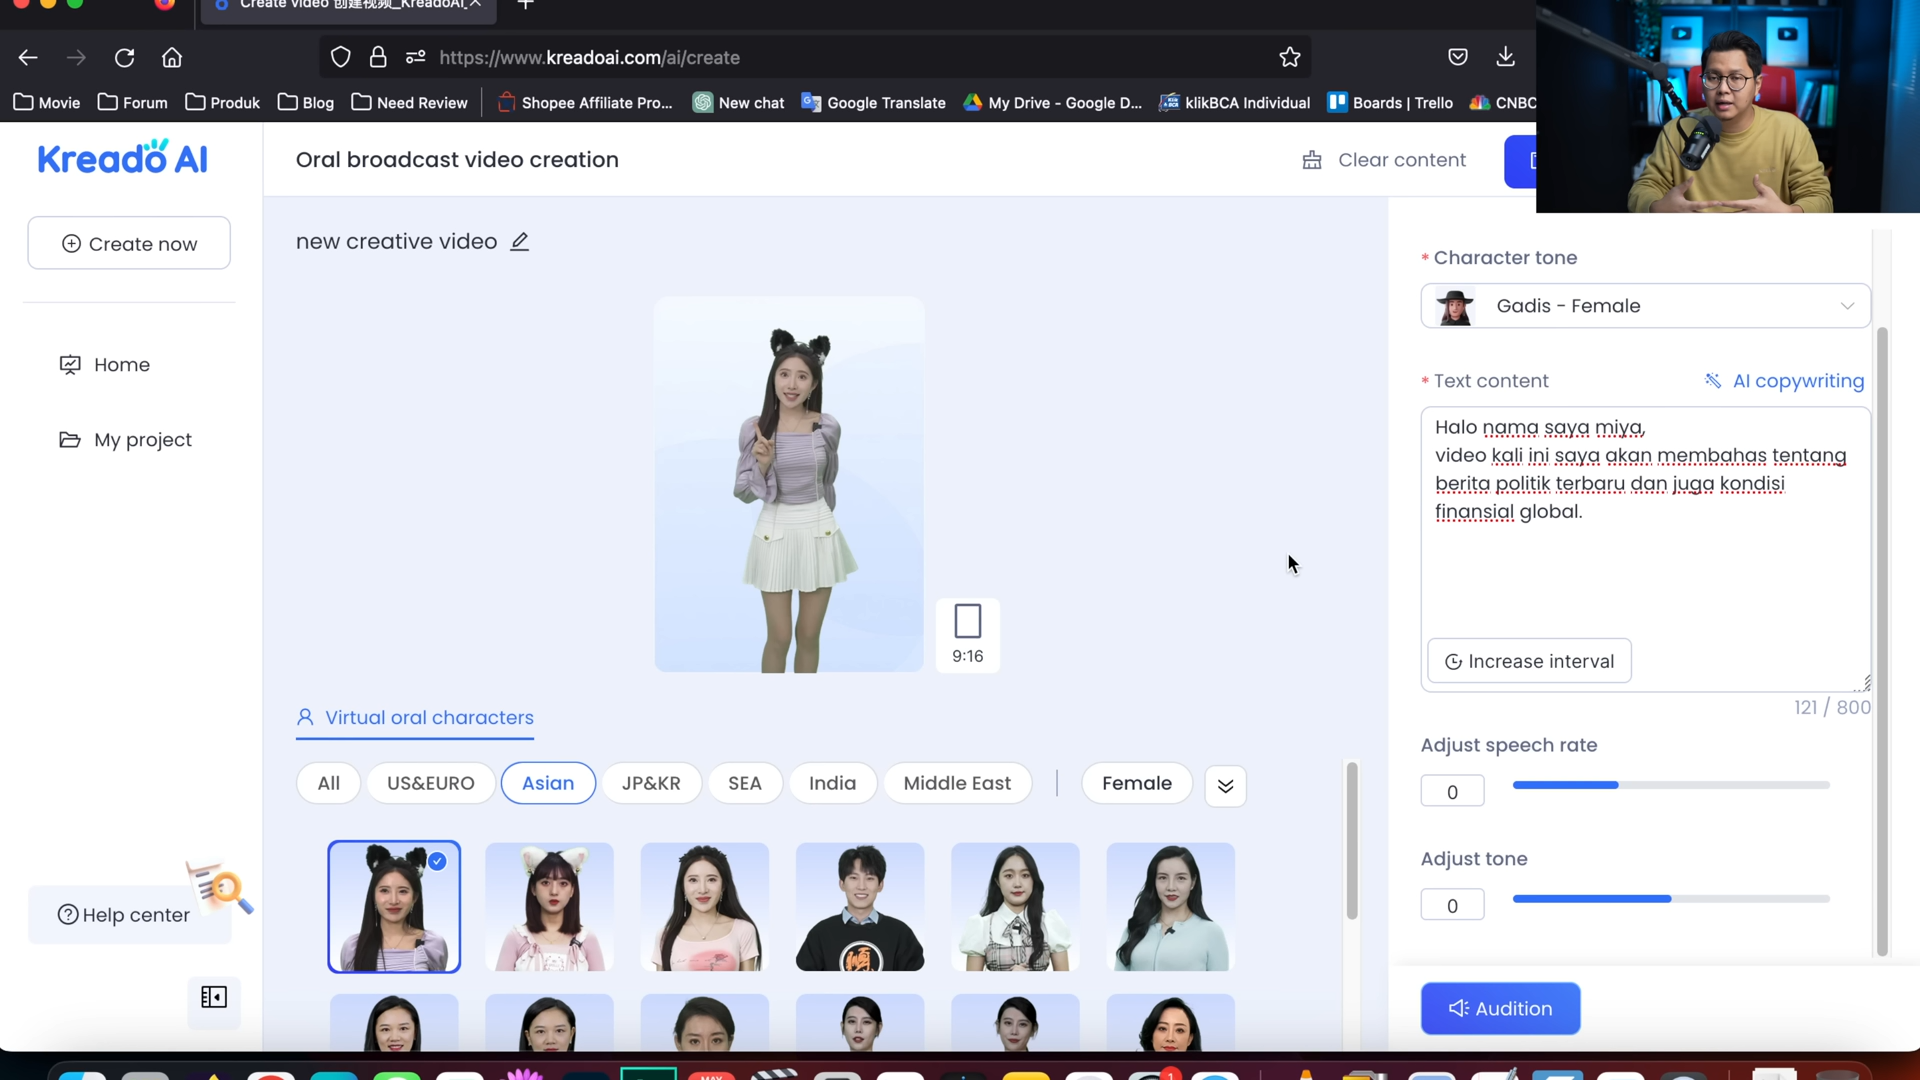 Create video 创建视频_KreadoAI_
https://www.kreadoai.com/ai/create
Movie
Forum
Produk
Blog
Need Review
Shopee Affiliate Pro...
New chat
Google Translate
My Drive - Google D...
klikBCA Individual
Boards | Trello
CNBC
Kreado AI
Oral broadcast video creation
Clear content
Create now
new creative video
Character tone
Gadis - Female
Home
Text content
AI copywriting
My project
Halo nama saya miya,
video kali ini saya akan membahas tentang
berita politik terbaru dan juga kondisi
finansial global.
9:16
Increase interval
121 / 800
Virtual oral characters
Adjust speech rate
0
All
US&EURO
Asian
JP&KR
SEA
India
Middle East
Female
Adjust tone
0
Help center
Audition